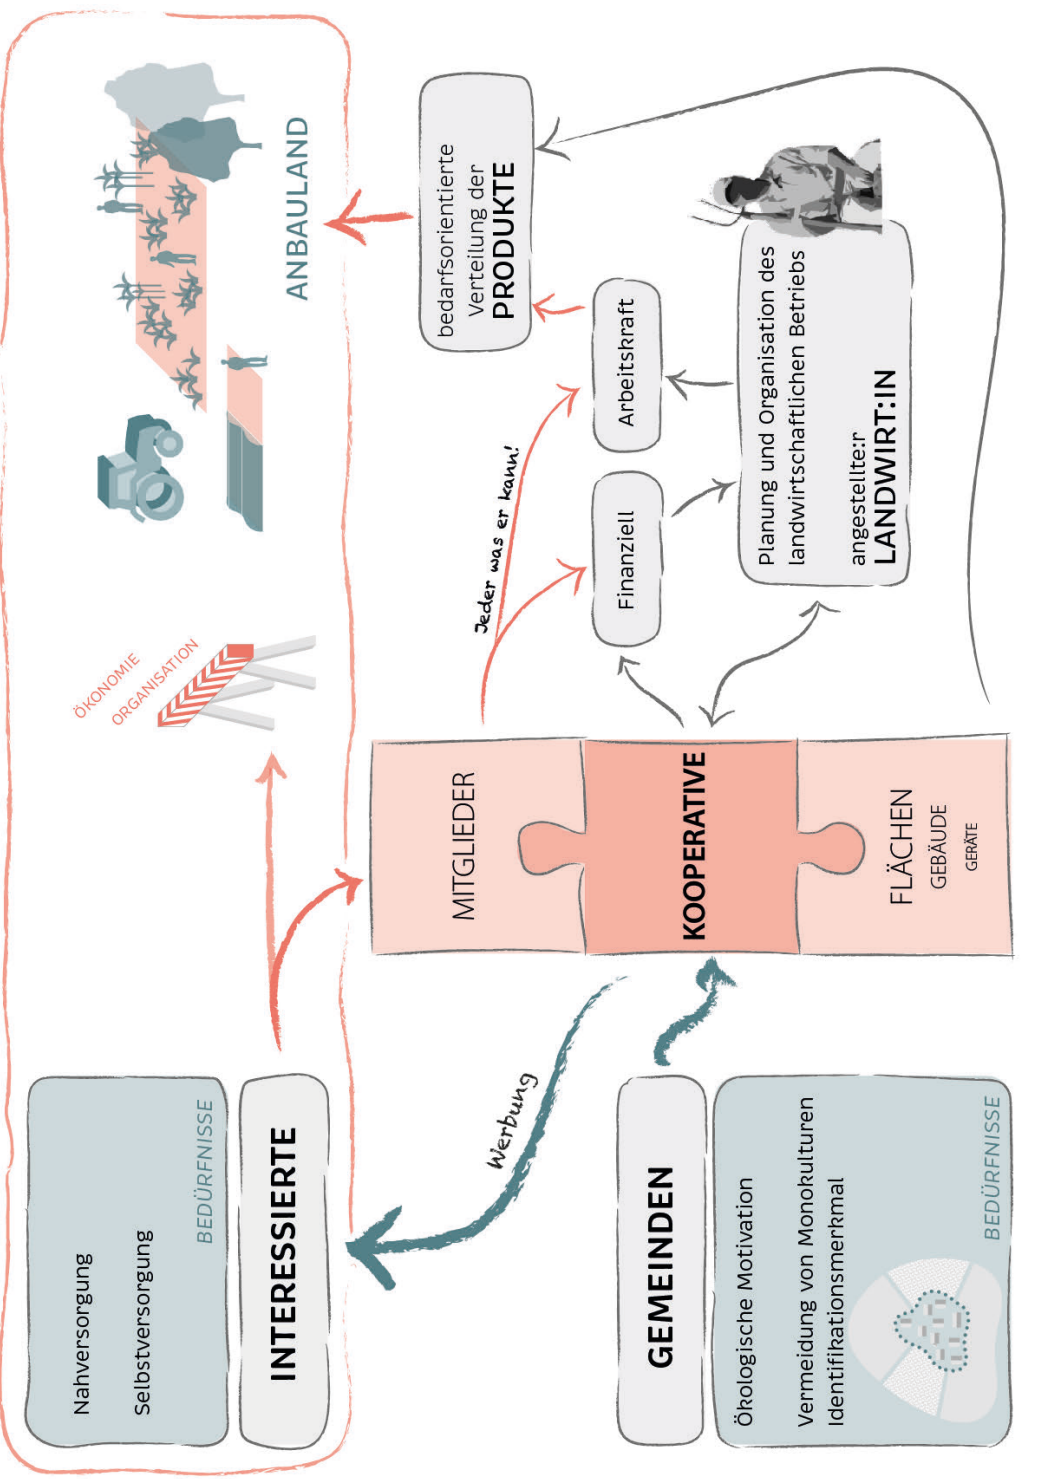 Nahversorgung
Selbstversorgung
BEDÜRFNISSE
INTERESSIERTE
ÖKONOMIE
ORGANISATION
ANBAULAND
Werbung
GEMEINDEN
Ökologische Motivation
Vermeidung von Monokulturen
Identifikationsmerkmal
BEDÜRFNISSE
MITGLIEDER
KOOPERATIVE
FLÄCHEN
GEBÄUDE
GERÄTE
Jeder was er kann!
Finanziell
Arbeitskraft
bedarfsorientierte
Verteilung der
PRODUKTE
Planung und Organisation des
landwirtschaftlichen Betriebs
angestellte:r
LANDWIRT:IN